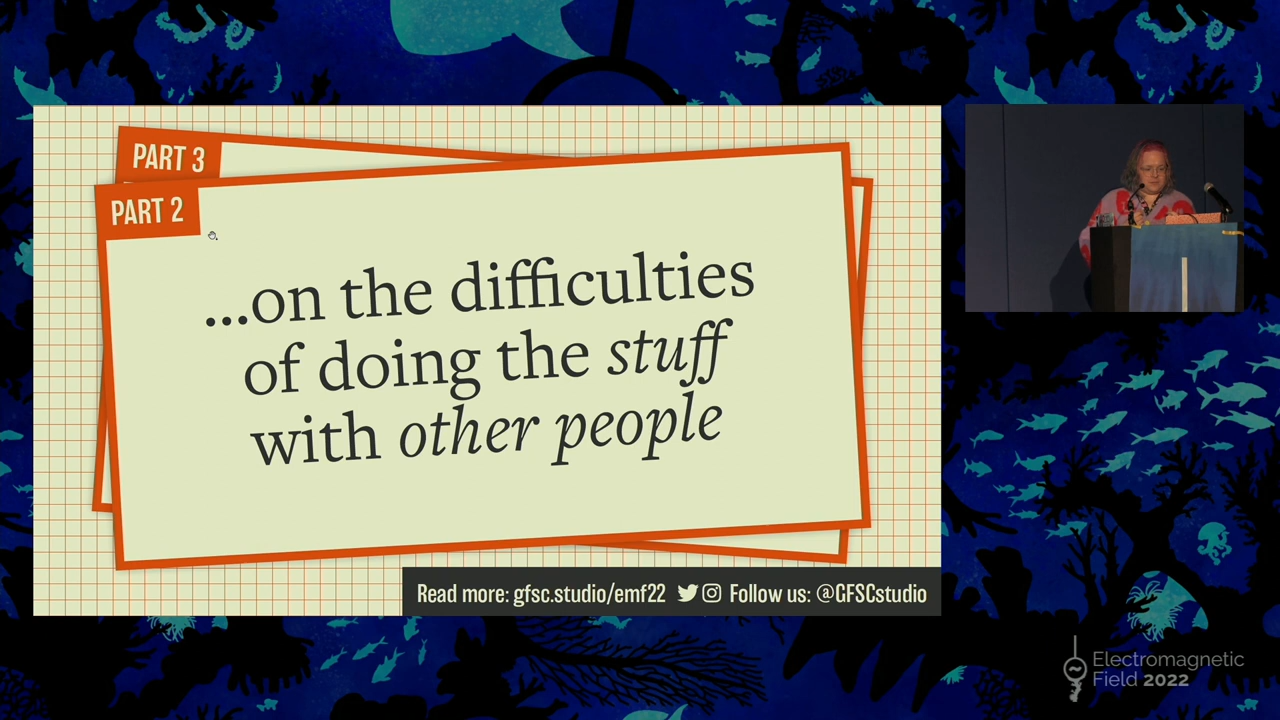 PART 3
PART 2
...on the difficulties
of doing the stuff
with other people
Read more: gfsc.studio/emf22 Follow us: @GFSCstudio
Electromagnetic
Field 2022